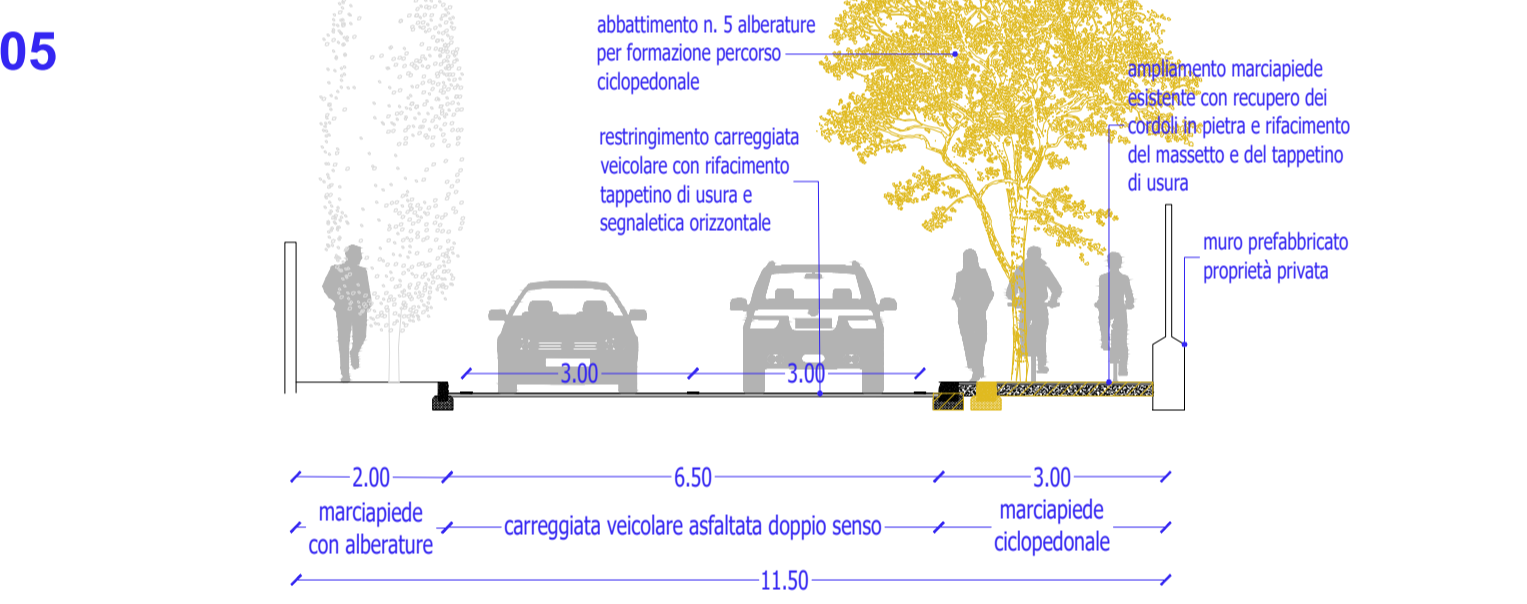 05
abbattimento n. 5 alberature
per formazione percorso
ciclopedonale
ampliamento marciapiede
esistente con recupero dei
cordoli in pietra e rifacimento
del massetto e del tappetino
di usura
restringimento carreggiata
veicolare con rifacimento
tappetino di usura e
segnaletica orizzontale
muro prefabbricato
proprietà privata
3.00
3.00
2.00
6.50
3.00
marciapiede
con alberature
carreggiata veicolare asfaltata doppio senso
marciapiede
ciclopedonale
11.50